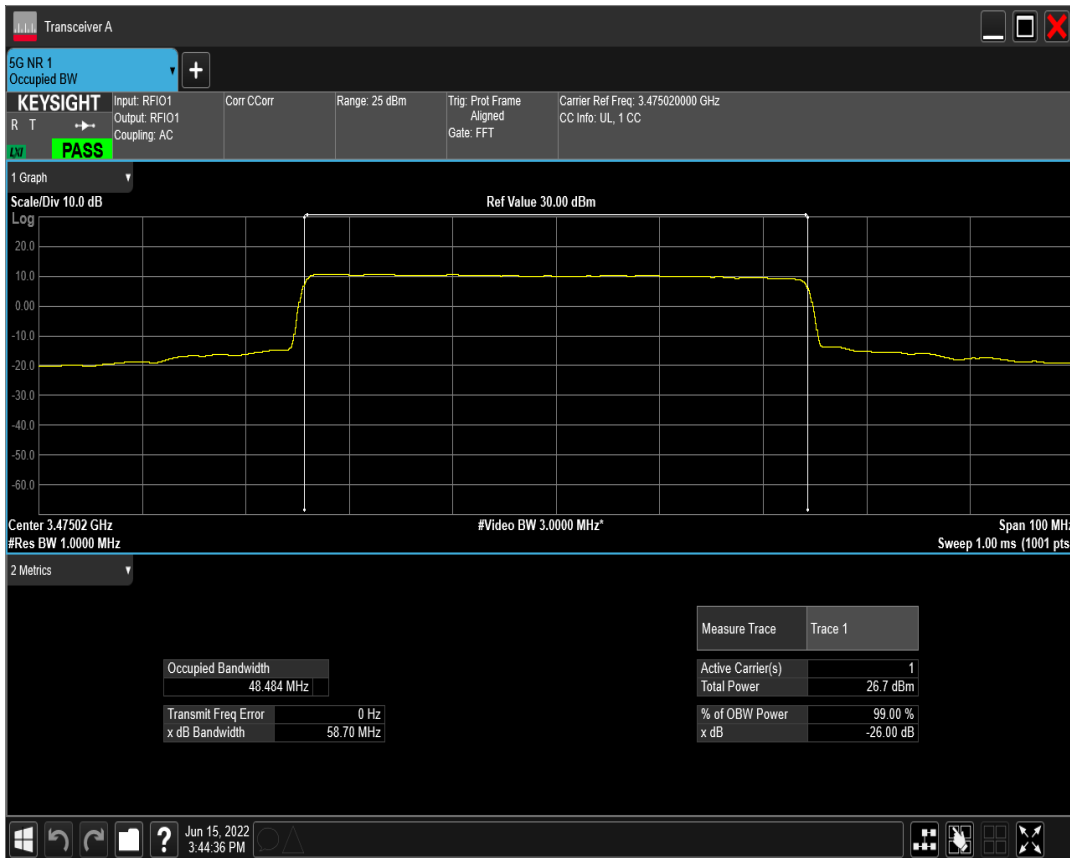 Transceiver A
5G NR 1
Occupied BW
+
KEYSIGHT
R T
LXI
PASS
Input: RFIO1
Output: RFIO1
Coupling: AC
Corr CCorr
Range: 25 dBm
Trig: Prot Frame
Aligned
Gate: FFT
Carrier Ref Freq: 3.475020000 GHz
CC Info: UL, 1 CC
1 Graph
Scale/Div 10.0 dB
Ref Value 30.00 dBm
Log
20.0
10.0
0.00
-10.0
-20.0
-30.0
-40.0
-50.0
-60.0
Center 3.47502 GHz
#Video BW 3.0000 MHz*
Span 100 MHz
#Res BW 1.0000 MHz
Sweep 1.00 ms (1001 pts
2 Metrics
Measure Trace Trace 1
Occupied Bandwidth
48.484 MHz
Active Carrier(s) 1
Total Power 26.7 dBm
Transmit Freq Error 0 Hz
x dB Bandwidth 58.70 MHz
% of OBW Power 99.00 %
x dB -26.00 dB
?
Jun 15, 2022
3:44:36 PM